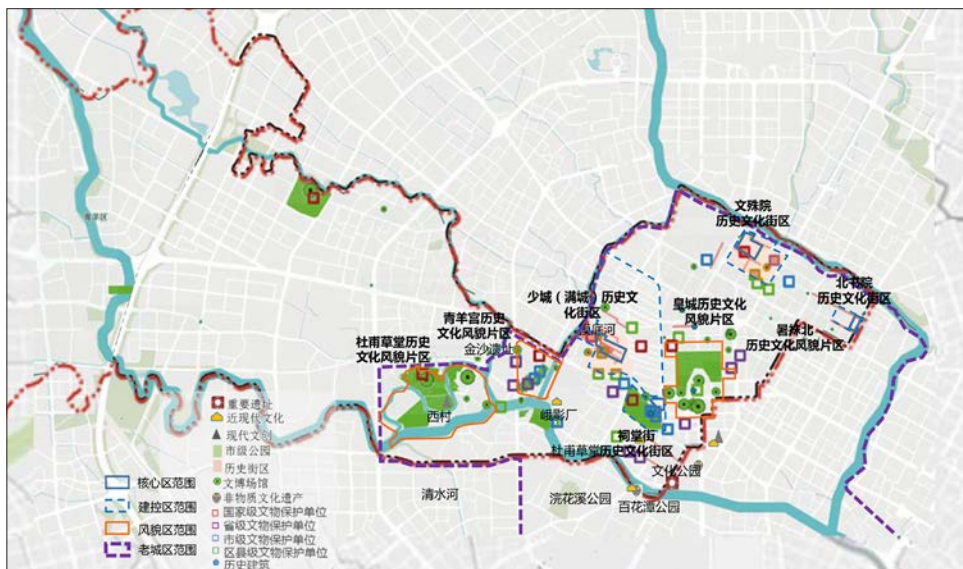 文殊院
历史文化街区
北书院
历史文化街区
少城（满城）历史文
化街区
皇城历史文化
风貌片区
青羊宫历史
文化风貌片区
金沙遗址
杜甫草堂历史
文化风貌片区
历史文化风貌片区
西村
峨影厂
祠堂街
杜甫草堂
历史文化街区
文化公园
清水河
浣花溪公园
百花潭公园
重要遗址
近现代文化
现代文创
市级公园
历史街区
文博场馆
非物质文化遗产
国家级文物保护单位
省级文物保护单位
市级文物保护单位
区县级文物保护单位
历史建筑
核心区范围
建控区范围
风貌区范围
老城区范围